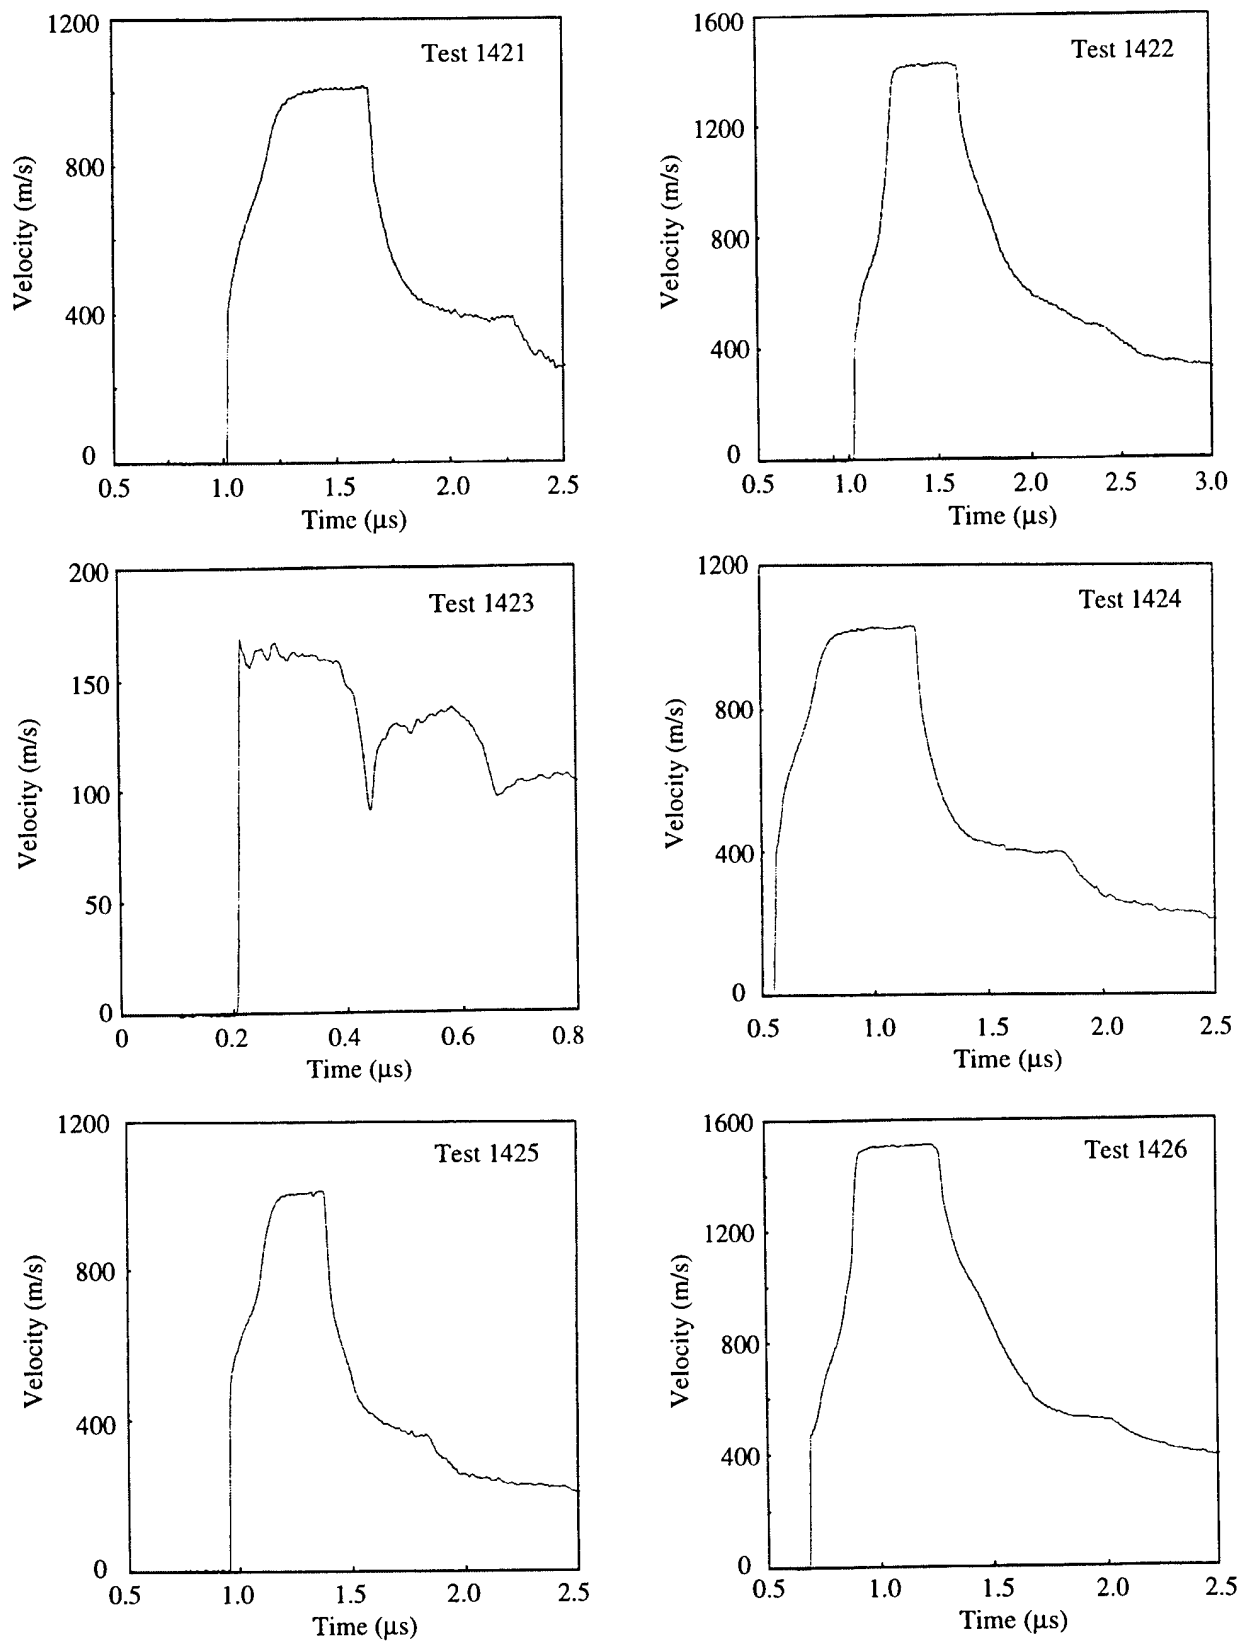 1200
Test 1421
800
400
0
Velocity (m/s)
0.5 1.0 1.5 2.0 2.5
Time (μs)
1600
Test 1422
1200
800
400
0
Velocity (m/s)
0.5 1.0 1.5 2.0 2.5 3.0
Time (μs)
200
Test 1423
150
100
50
0
Velocity (m/s)
0 0.2 0.4 0.6 0.8
Time (μs)
1200
Test 1424
800
400
0
Velocity (m/s)
0.5 1.0 1.5 2.0 2.5
Time (μs)
1200
Test 1425
800
400
0
Velocity (m/s)
0.5 1.0 1.5 2.0 2.5
Time (μs)
1600
Test 1426
1200
800
400
0
Velocity (m/s)
0.5 1.0 1.5 2.0 2.5
Time (μs)